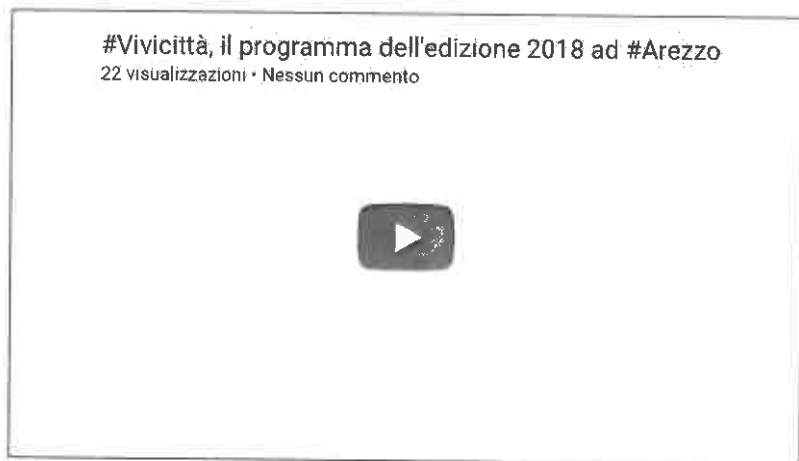 #Vivicittà, il programma dell'edizione 2018 ad #Arezzo
22 visualizzazioni • Nessun commento